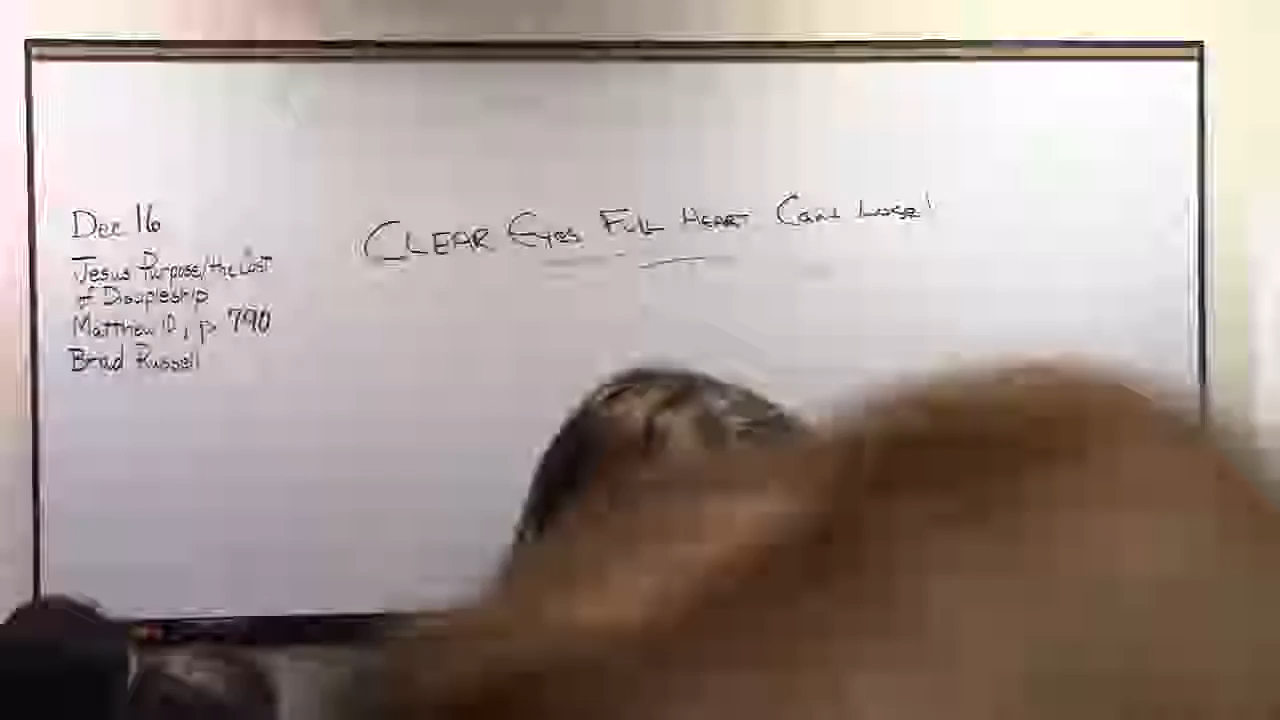 Dec 16
Jesus Purpose/the Cost
of Discipleship
Matthew 10, p. 790
Brad Russell
CLEAR EYES FULL HEART CAN'T LOSE!